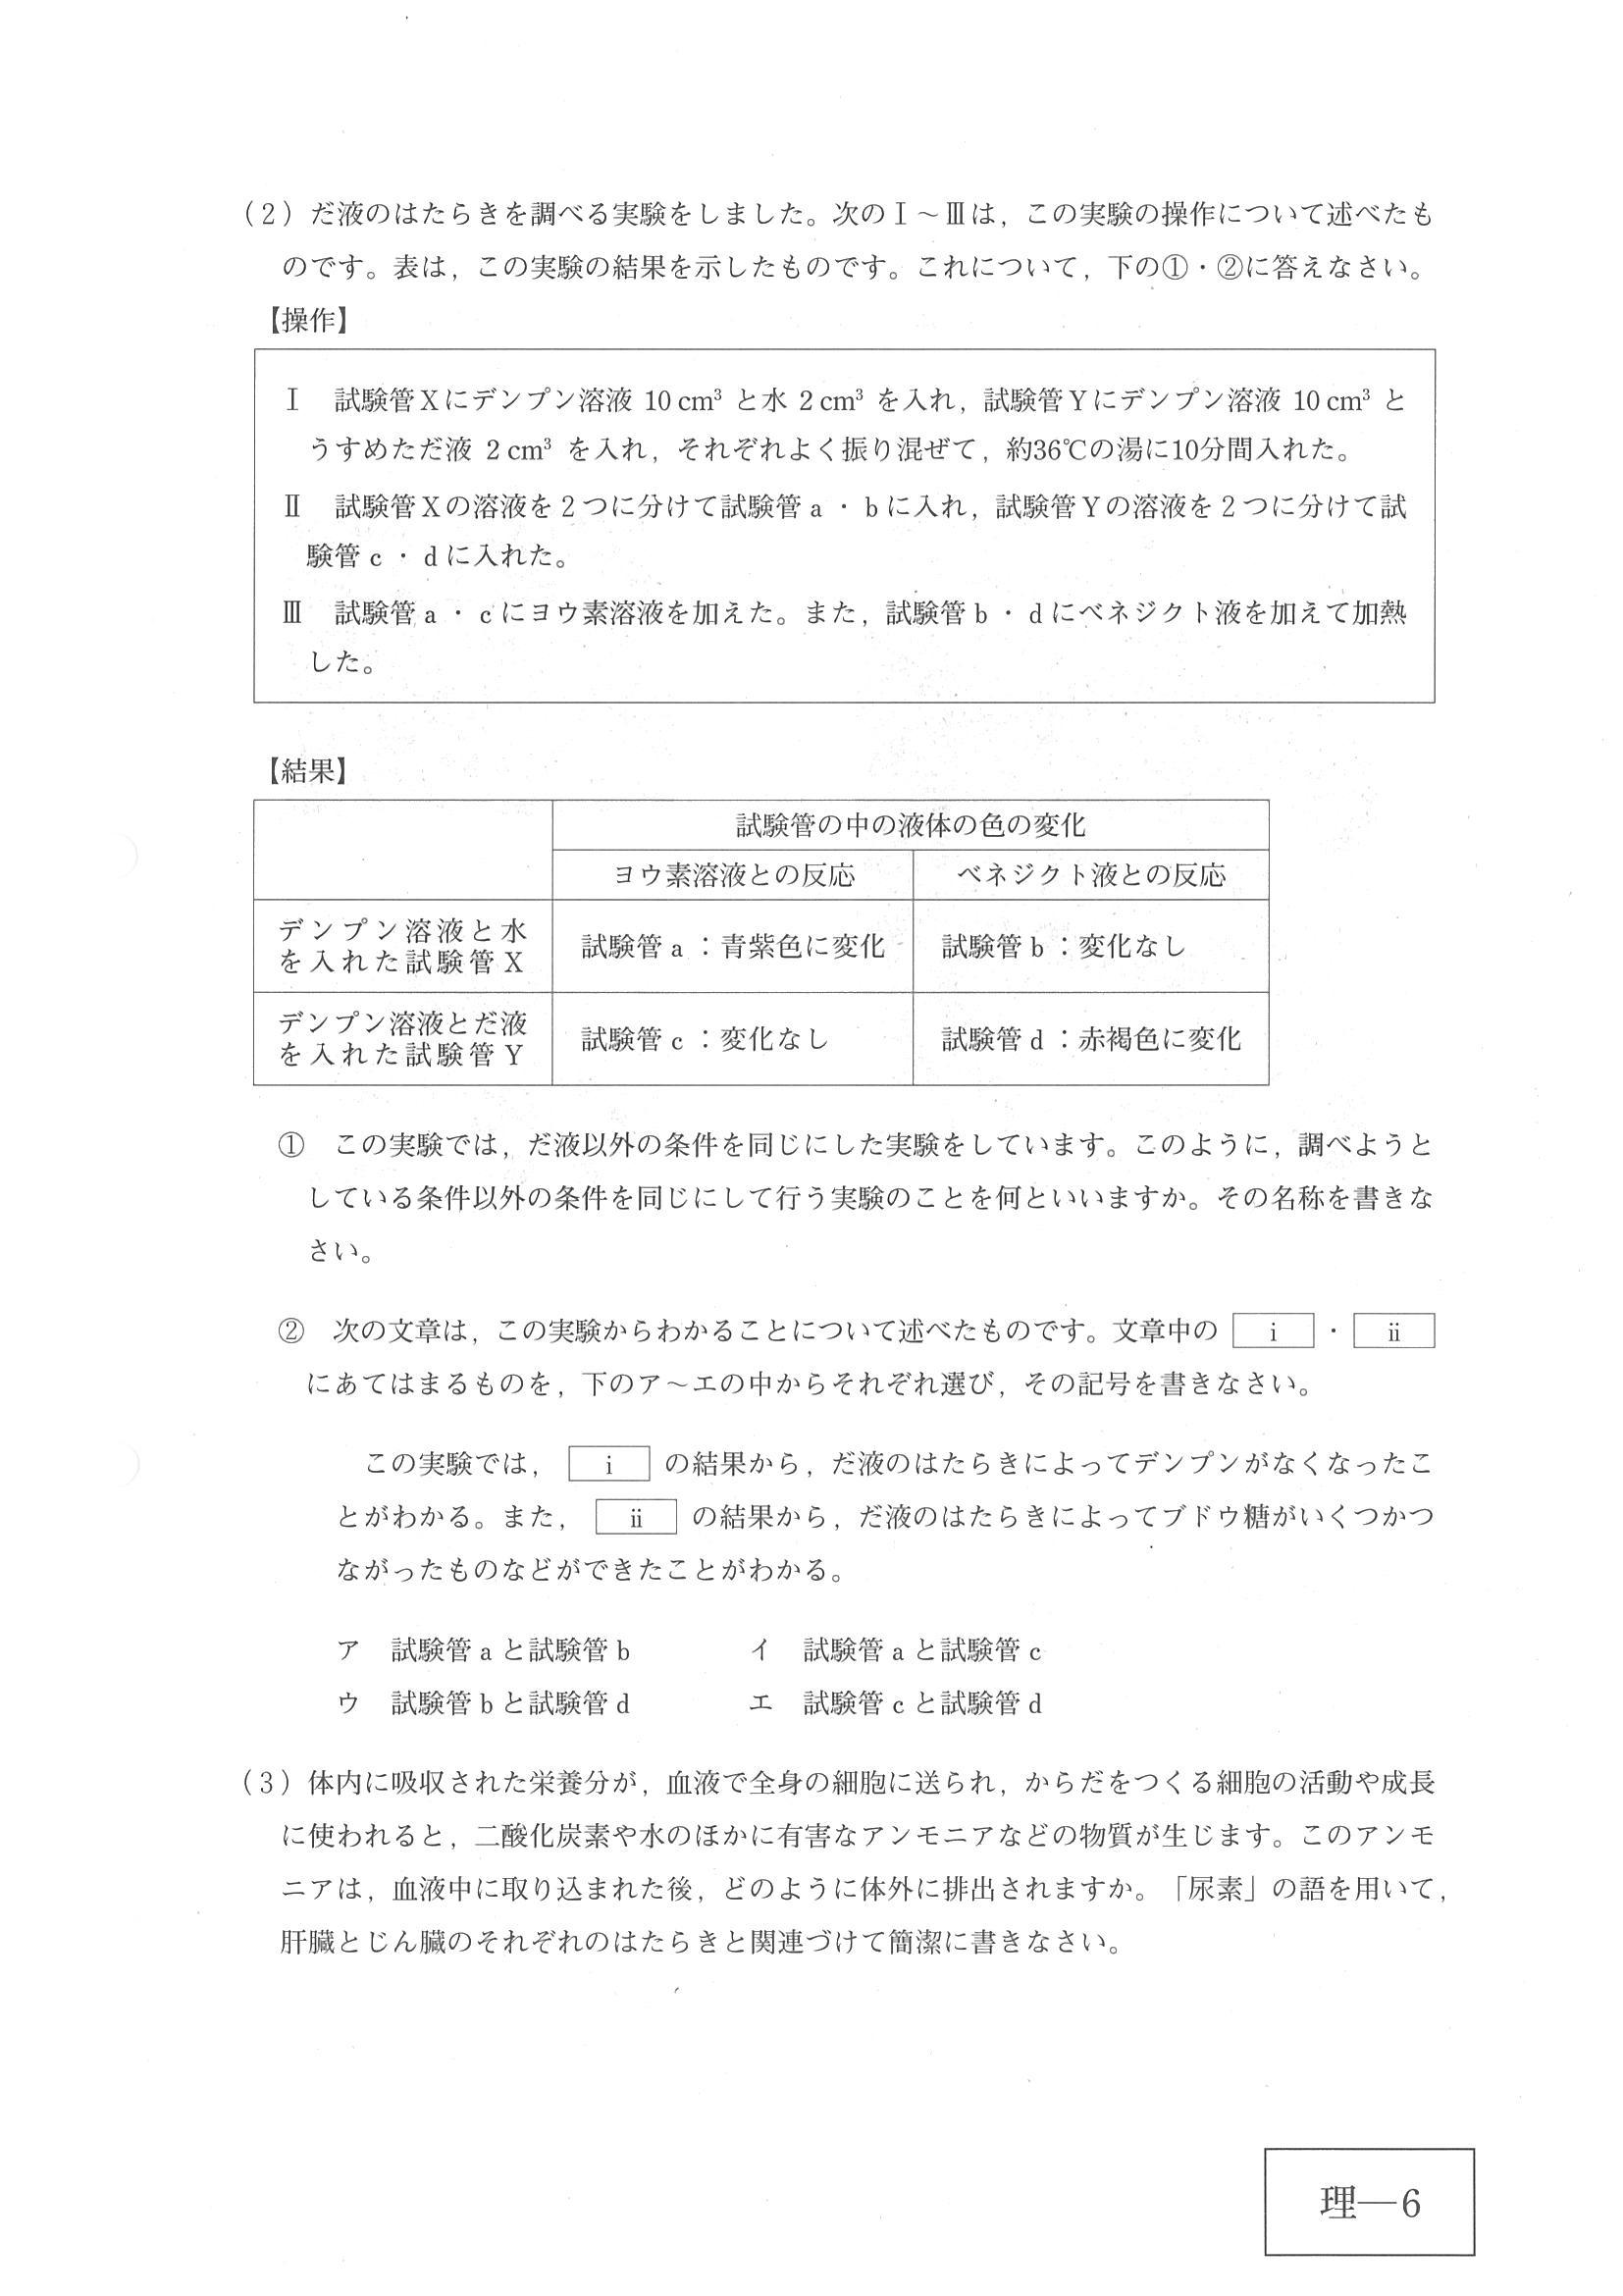 （２）だ液のはたらきを調べる実験をしました。次のⅠ～Ⅲは，この実験の操作について述べたも
のです。表は，この実験の結果を示したものです。これについて，下の①・②に答えなさい。
【操作】
Ⅰ　試験管Ｘにデンプン溶液 10 cm³ と水 2 cm³ を入れ，試験管Ｙにデンプン溶液 10 cm³ と
うすめただ液 2 cm³ を入れ，それぞれよく振り混ぜて，約36℃の湯に10分間入れた。
Ⅱ　試験管Ｘの溶液を２つに分けて試験管 a ・ b に入れ，試験管Ｙの溶液を２つに分けて試
験管 c ・ d に入れた。
Ⅲ　試験管 a ・ c にヨウ素溶液を加えた。また，試験管 b ・ d にベネジクト液を加えて加熱
した。
【結果】
試験管の中の液体の色の変化
ヨウ素溶液との反応　ベネジクト液との反応
デンプン溶液と水
を入れた試験管Ｘ
試験管 a ：青紫色に変化　試験管 b ：変化なし
デンプン溶液とだ液
を入れた試験管Ｙ
試験管 c ：変化なし　試験管 d ：赤褐色に変化
①　この実験では，だ液以外の条件を同じにした実験をしています。このように，調べようと
している条件以外の条件を同じにして行う実験のことを何といいますか。その名称を書きな
さい。
②　次の文章は，この実験からわかることについて述べたものです。文章中の ⅰ ・ ⅱ
にあてはまるものを，下のア～エの中からそれぞれ選び，その記号を書きなさい。
この実験では， ⅰ の結果から，だ液のはたらきによってデンプンがなくなったこ
とがわかる。また， ⅱ の結果から，だ液のはたらきによってブドウ糖がいくつかつ
ながったものなどができたことがわかる。
ア　試験管 a と試験管 b　イ　試験管 a と試験管 c
ウ　試験管 b と試験管 d　エ　試験管 c と試験管 d
（３）体内に吸収された栄養分が，血液で全身の細胞に送られ，からだをつくる細胞の活動や成長
に使われると，二酸化炭素や水のほかに有害なアンモニアなどの物質が生じます。このアンモ
ニアは，血液中に取り込まれた後，どのように体外に排出されますか。「尿素」の語を用いて，
肝臓とじん臓のそれぞれのはたらきと関連づけて簡潔に書きなさい。
理―6